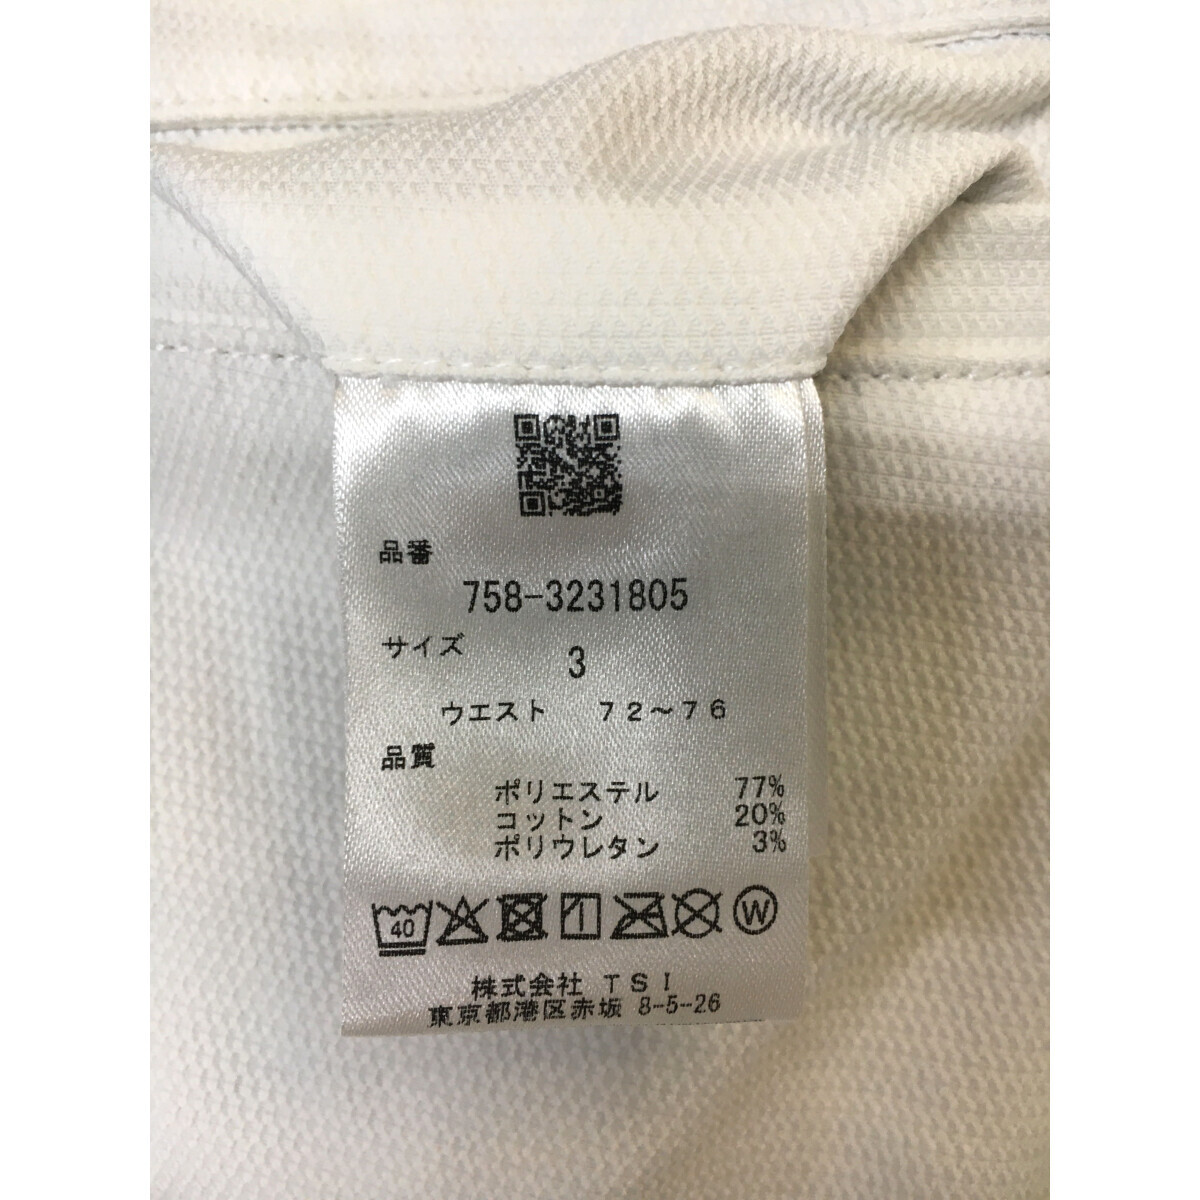 品番
758-3231805
サイズ
3
ウエスト 72～76
品質
ポリエステル 77%
コットン 20%
ポリウレタン 3%
40 W
株式会社 TSI
東京都港区赤坂 8-5-26